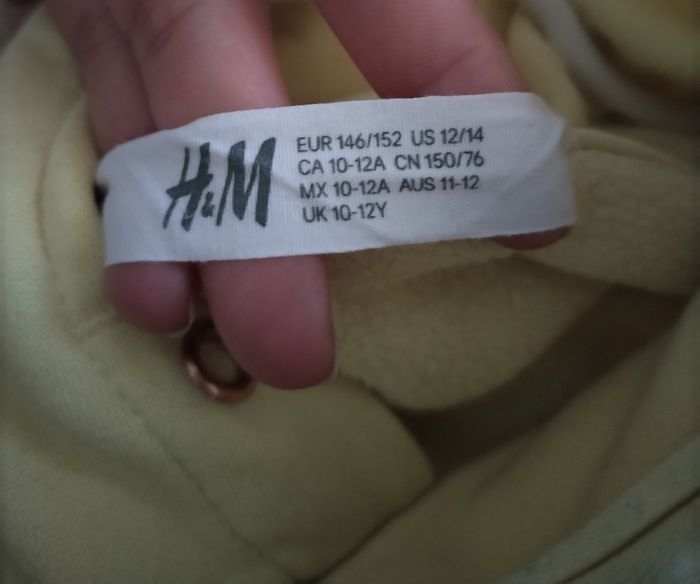 H&M
EUR 146/152 US 12/14
CA 10-12A CN 150/76
MX 10-12A AUS 11-12
UK 10-12Y